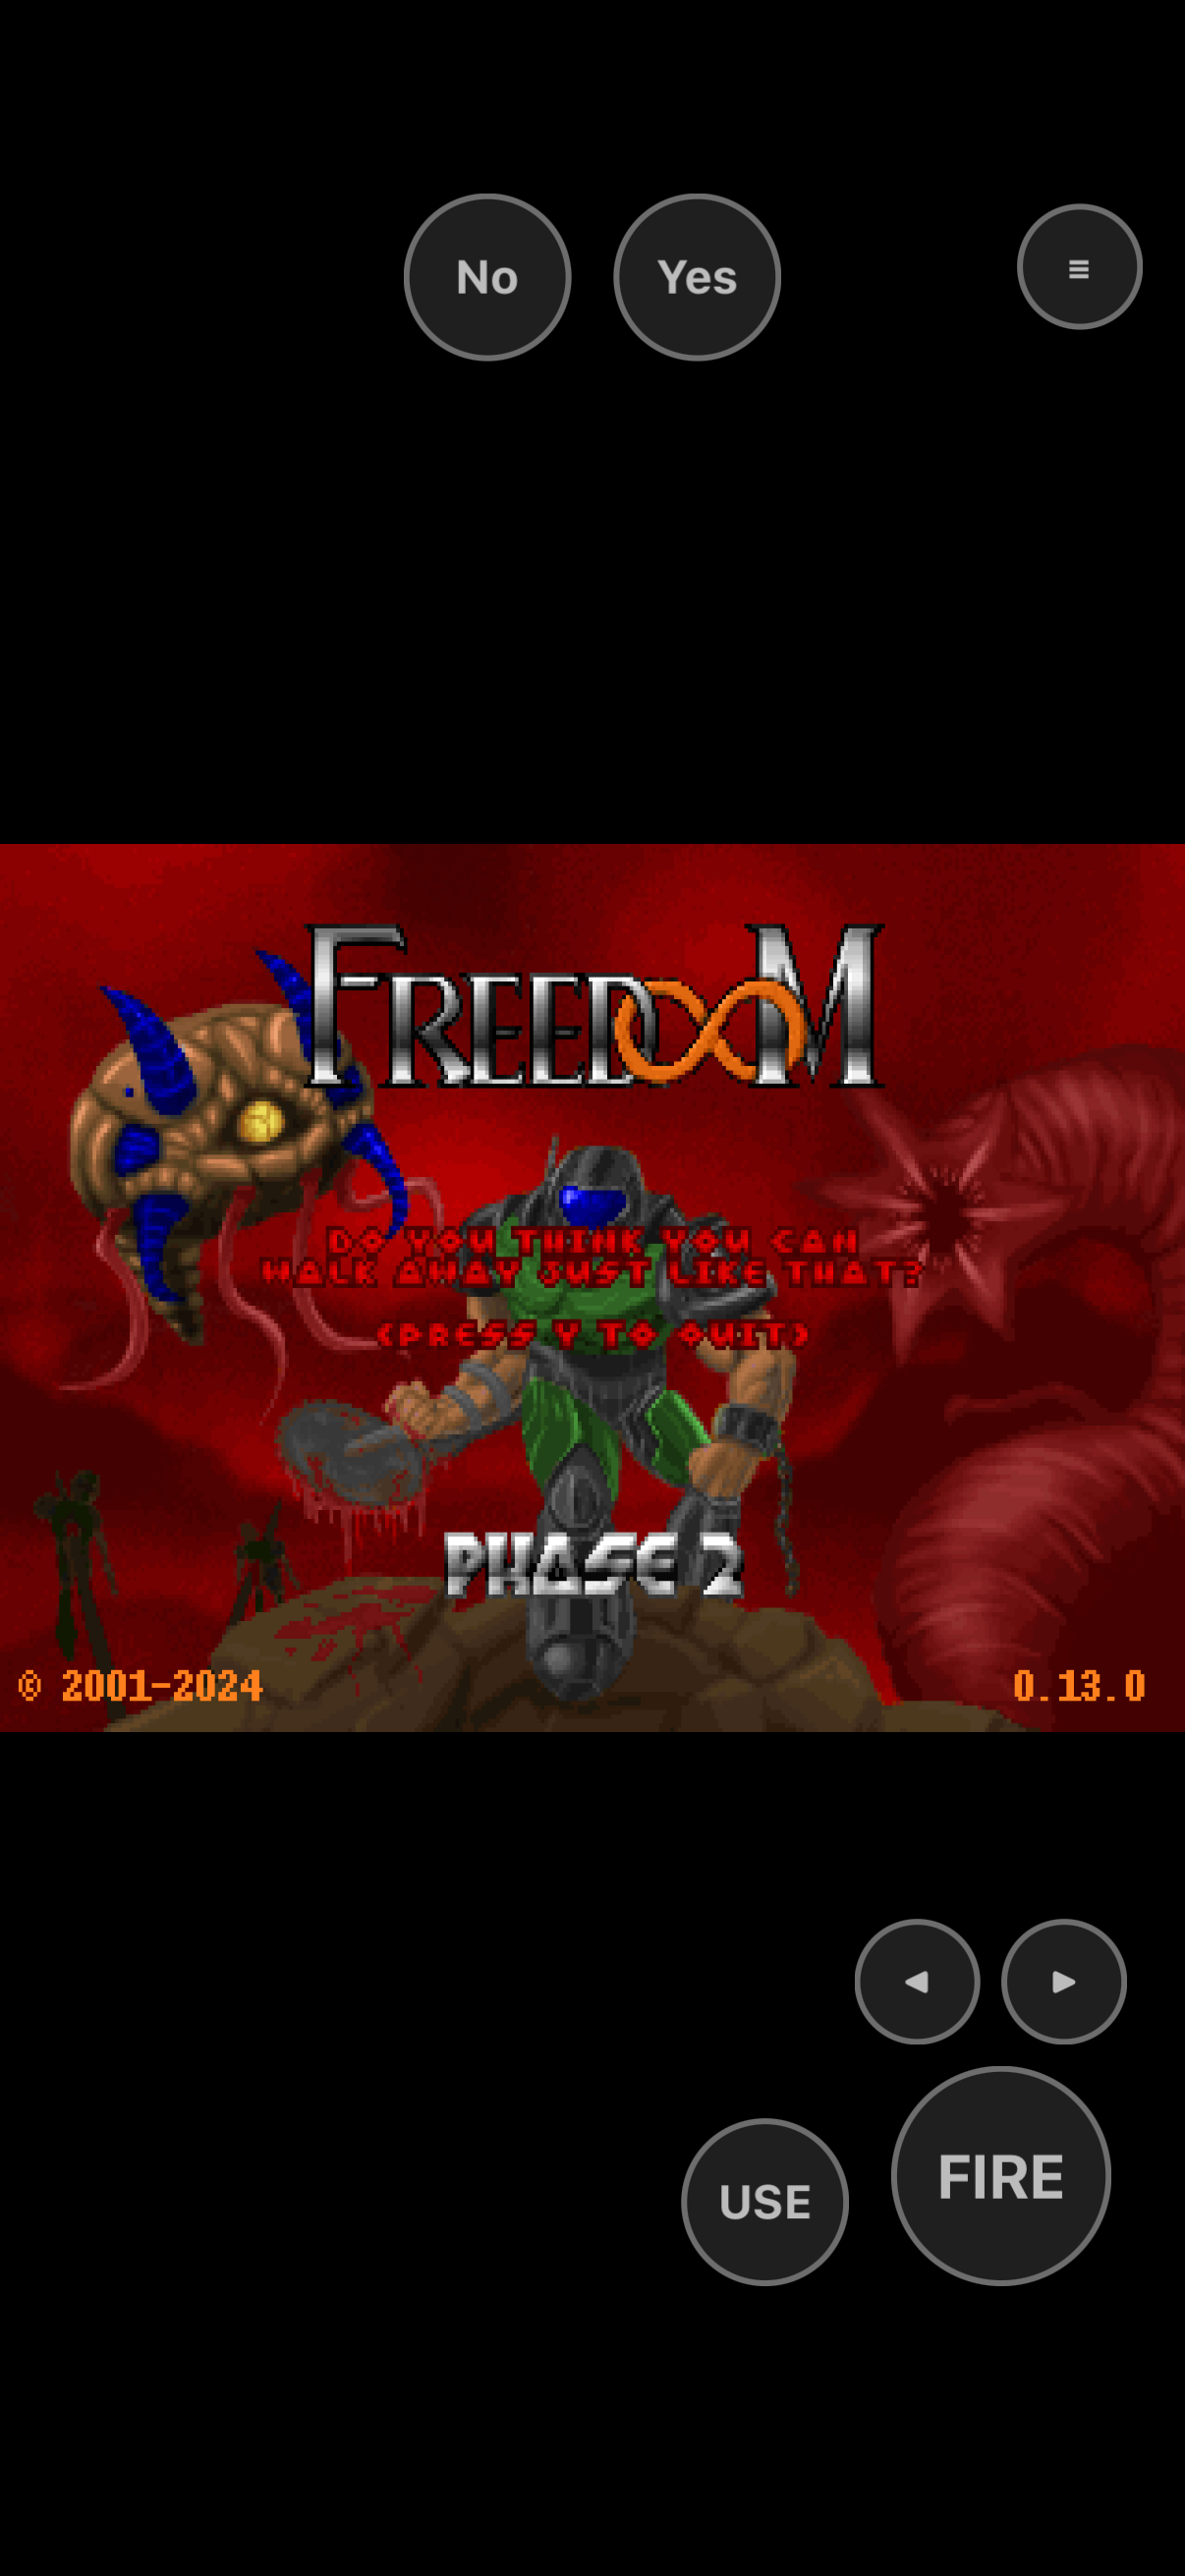 No Yes ≡
FREEDOOM
DO YOU THINK YOU CAN
WALK AWAY JUST LIKE THAT?
(PRESS Y TO QUIT)
PHASE 2
© 2001-2024 0.13.0
◀ ▶
USE FIRE